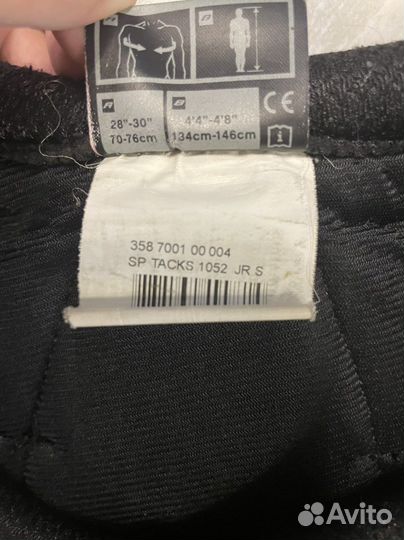 28"-30"
70-76cm
4'4"-4'8"
134cm-146cm
CE
358 7001 00 004
SP TACKS 1052 JR S
Avito